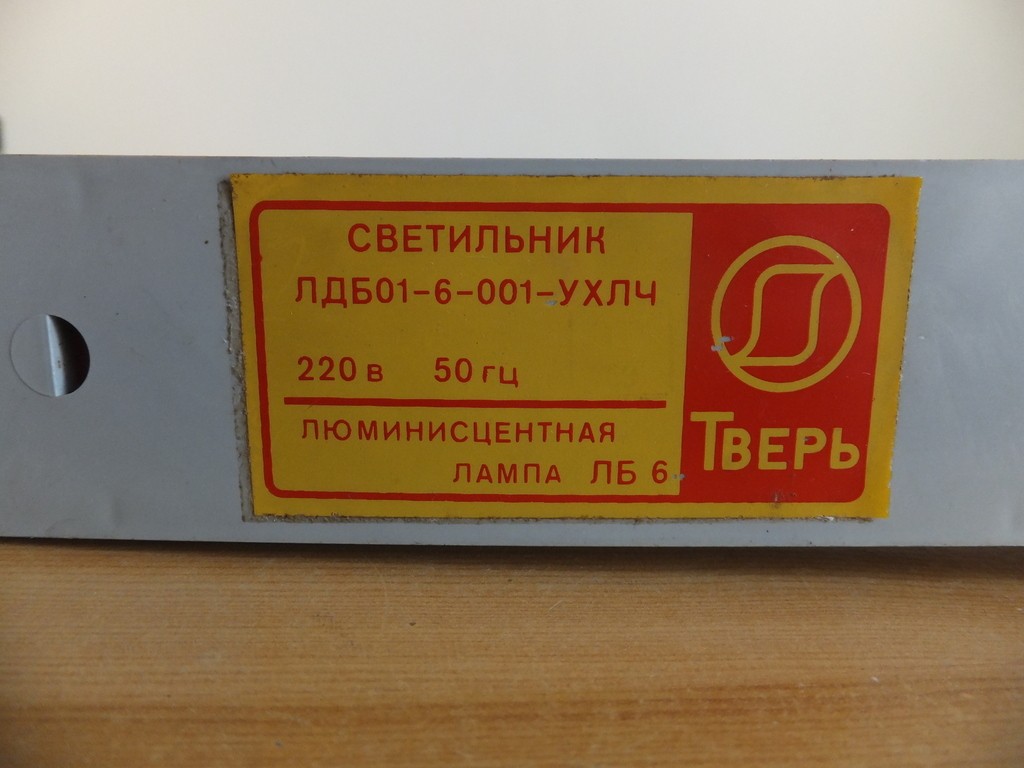 СВЕТИЛЬНИК
ЛДБ01-6-001-УХЛЧ
220 в 50 гц
ЛЮМИНИСЦЕНТНАЯ
ЛАМПА ЛБ 6
ТВЕРЬ